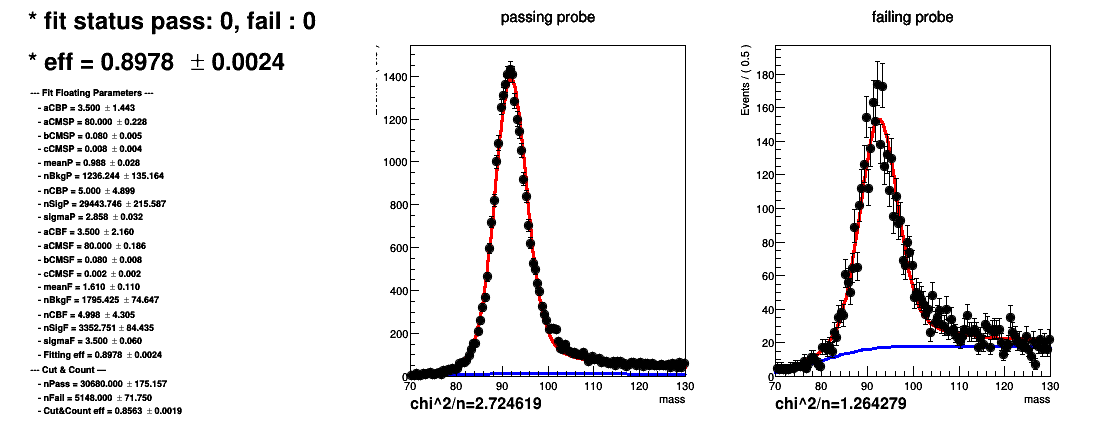 * fit status pass: 0, fail : 0
* eff = 0.8978 ± 0.0024
--- Fit Floating Parameters ---
- aCBP = 3.500 ± 1.443
- aCMSP = 80.000 ± 0.228
- bCMSP = 0.080 ± 0.005
- cCMSP = 0.008 ± 0.004
- meanP = 0.988 ± 0.028
- nBkgP = 1236.244 ± 135.164
- nCBP = 5.000 ± 4.899
- nSigP = 29443.746 ± 215.587
- sigmaP = 2.858 ± 0.032
- aCBF = 3.500 ± 2.160
- aCMSF = 80.000 ± 0.186
- bCMSF = 0.080 ± 0.008
- cCMSF = 0.002 ± 0.002
- meanF = 1.610 ± 0.110
- nBkgF = 1795.425 ± 74.647
- nCBF = 4.998 ± 4.305
- nSigF = 3352.751 ± 84.435
- sigmaF = 3.500 ± 0.060
- Fitting eff = 0.8978 ± 0.0024
--- Cut & Count ---
- nPass = 30680.000 ± 175.157
- nFail = 5148.000 ± 71.750
- Cut&Count eff = 0.8563 ± 0.0019
passing probe
1400
1200
1000
800
600
400
200
0
70 80 90 100 110 120 130
mass
chi^2/n=2.724619
failing probe
Events / ( 0.5 )
180
160
140
120
100
80
60
40
20
0
70 80 90 100 110 120 130
mass
chi^2/n=1.264279